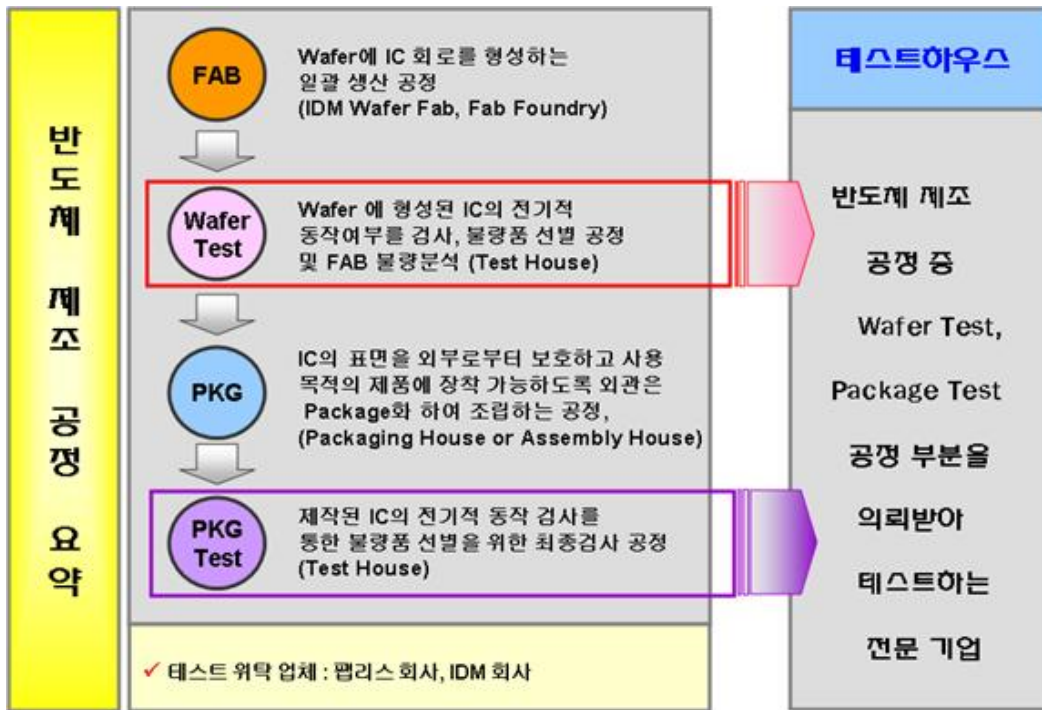 반도체 제조 공정 요약
FAB
Wafer에 IC 회로를 형성하는
일괄 생산 공정
(IDM Wafer Fab, Fab Foundry)
Wafer
Test
Wafer 에 형성된 IC의 전기적
동작여부를 검사, 불량품 선별 공정
및 FAB 불량분석 (Test House)
PKG
IC의 표면을 외부로부터 보호하고 사용
목적의 제품에 장착 가능하도록 외관은
Package화 하여 조립하는 공정,
(Packaging House or Assembly House)
PKG
Test
제작된 IC의 전기적 동작 검사를
통한 불량품 선별을 위한 최종검사 공정
(Test House)
✓ 테스트 위탁 업체 : 팹리스 회사, IDM 회사
테스트하우스
반도체 제조
공정 중
Wafer Test,
Package Test
공정 부분을
의뢰받아
테스트하는
전문 기업